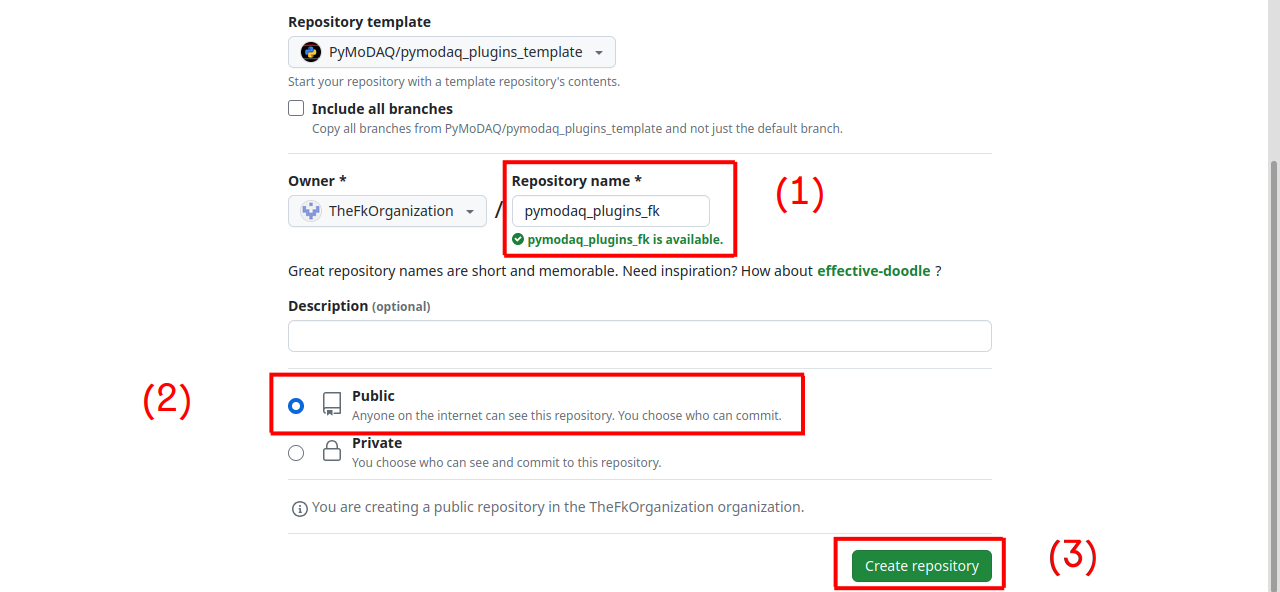 Repository template
PyMoDAQ/pymodaq_plugins_template
Start your repository with a template repository's contents.
Include all branches
Copy all branches from PyMoDAQ/pymodaq_plugins_template and not just the default branch.
Owner *
Repository name *
(1)
TheFkOrganization
/
pymodaq_plugins_fk
pymodaq_plugins_fk is available.
Great repository names are short and memorable. Need inspiration? How about effective-doodle ?
Description (optional)
(2)
Public
Anyone on the internet can see this repository. You choose who can commit.
Private
You choose who can see and commit to this repository.
You are creating a public repository in the TheFkOrganization organization.
Create repository
(3)